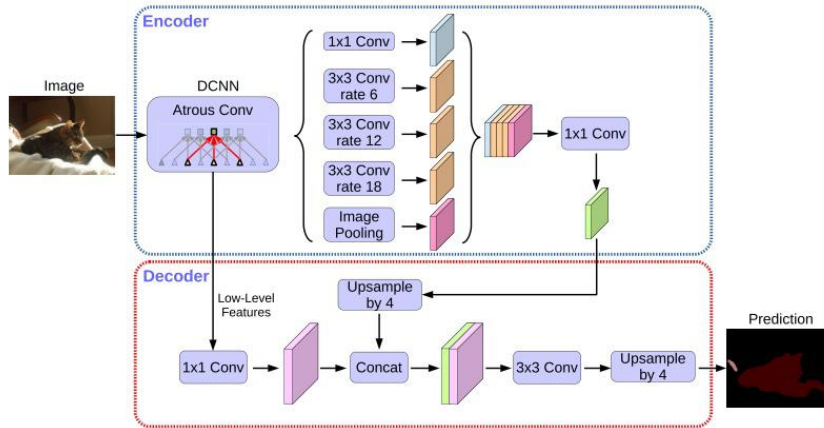 Encoder
Image
DCNN
Atrous Conv
1x1 Conv
3x3 Conv
rate 6
3x3 Conv
rate 12
3x3 Conv
rate 18
Image
Pooling
1x1 Conv
Decoder
Low-Level
Features
Upsample
by 4
1x1 Conv
Concat
3x3 Conv
Upsample
by 4
Prediction